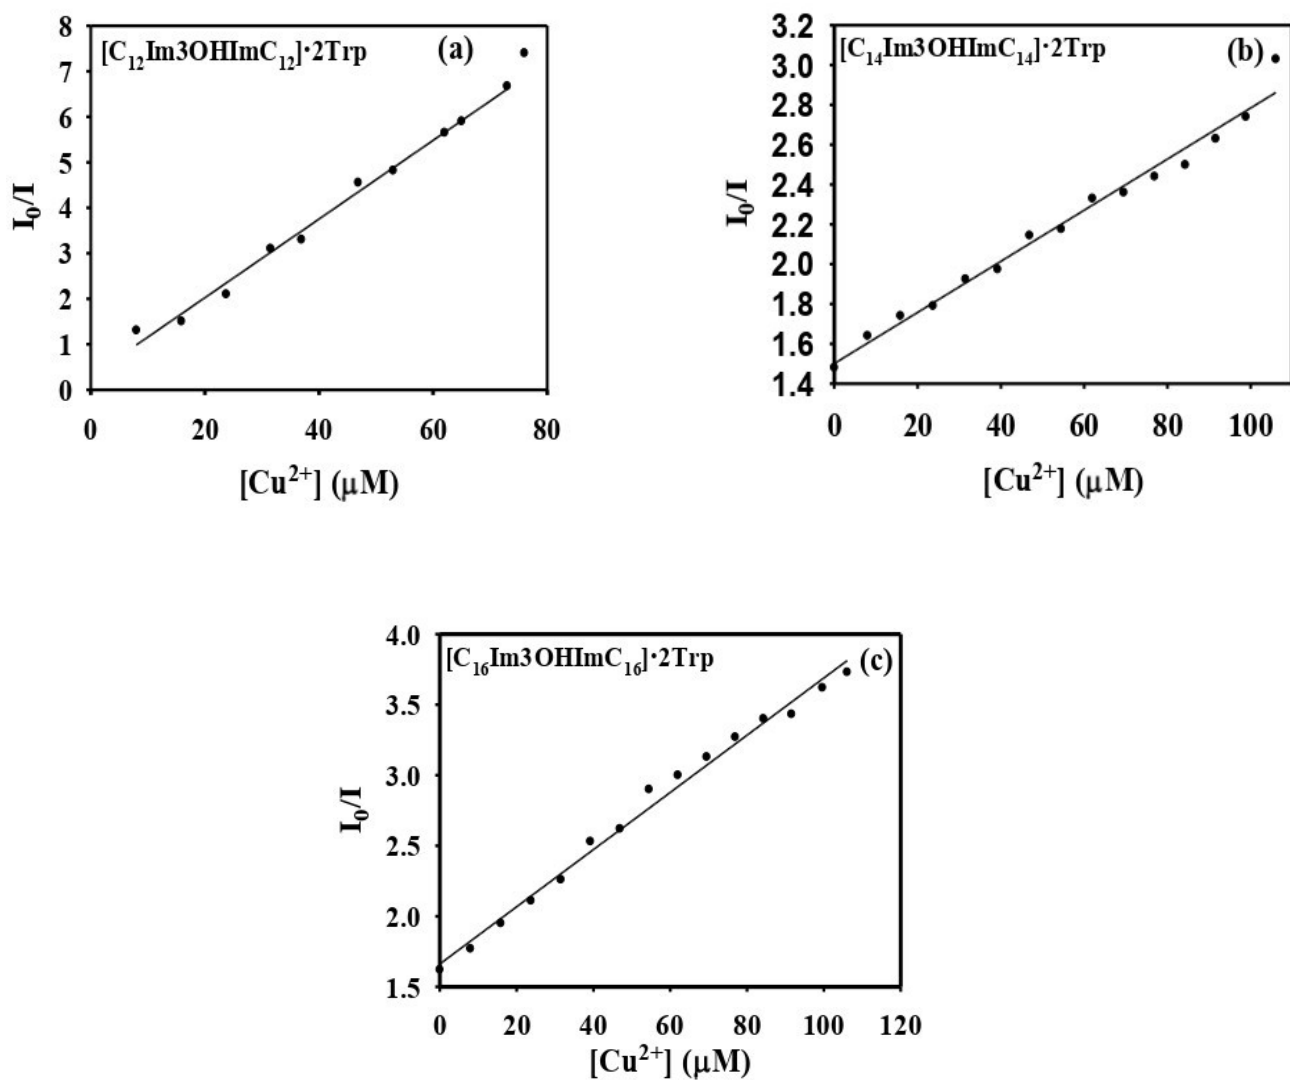 [C₁₂Im3OHImC₁₂]·2Trp (a)
8
7
6
5
4
3
2
1
0
I₀/I
0 20 40 60 80
[Cu²⁺] (μM)
[C₁₄Im3OHImC₁₄]·2Trp (b)
3.2
3.0
2.8
2.6
2.4
2.2
2.0
1.8
1.6
1.4
I₀/I
0 20 40 60 80 100
[Cu²⁺] (μM)
[C₁₆Im3OHImC₁₆]·2Trp (c)
4.0
3.5
3.0
2.5
2.0
1.5
I₀/I
0 20 40 60 80 100 120
[Cu²⁺] (μM)